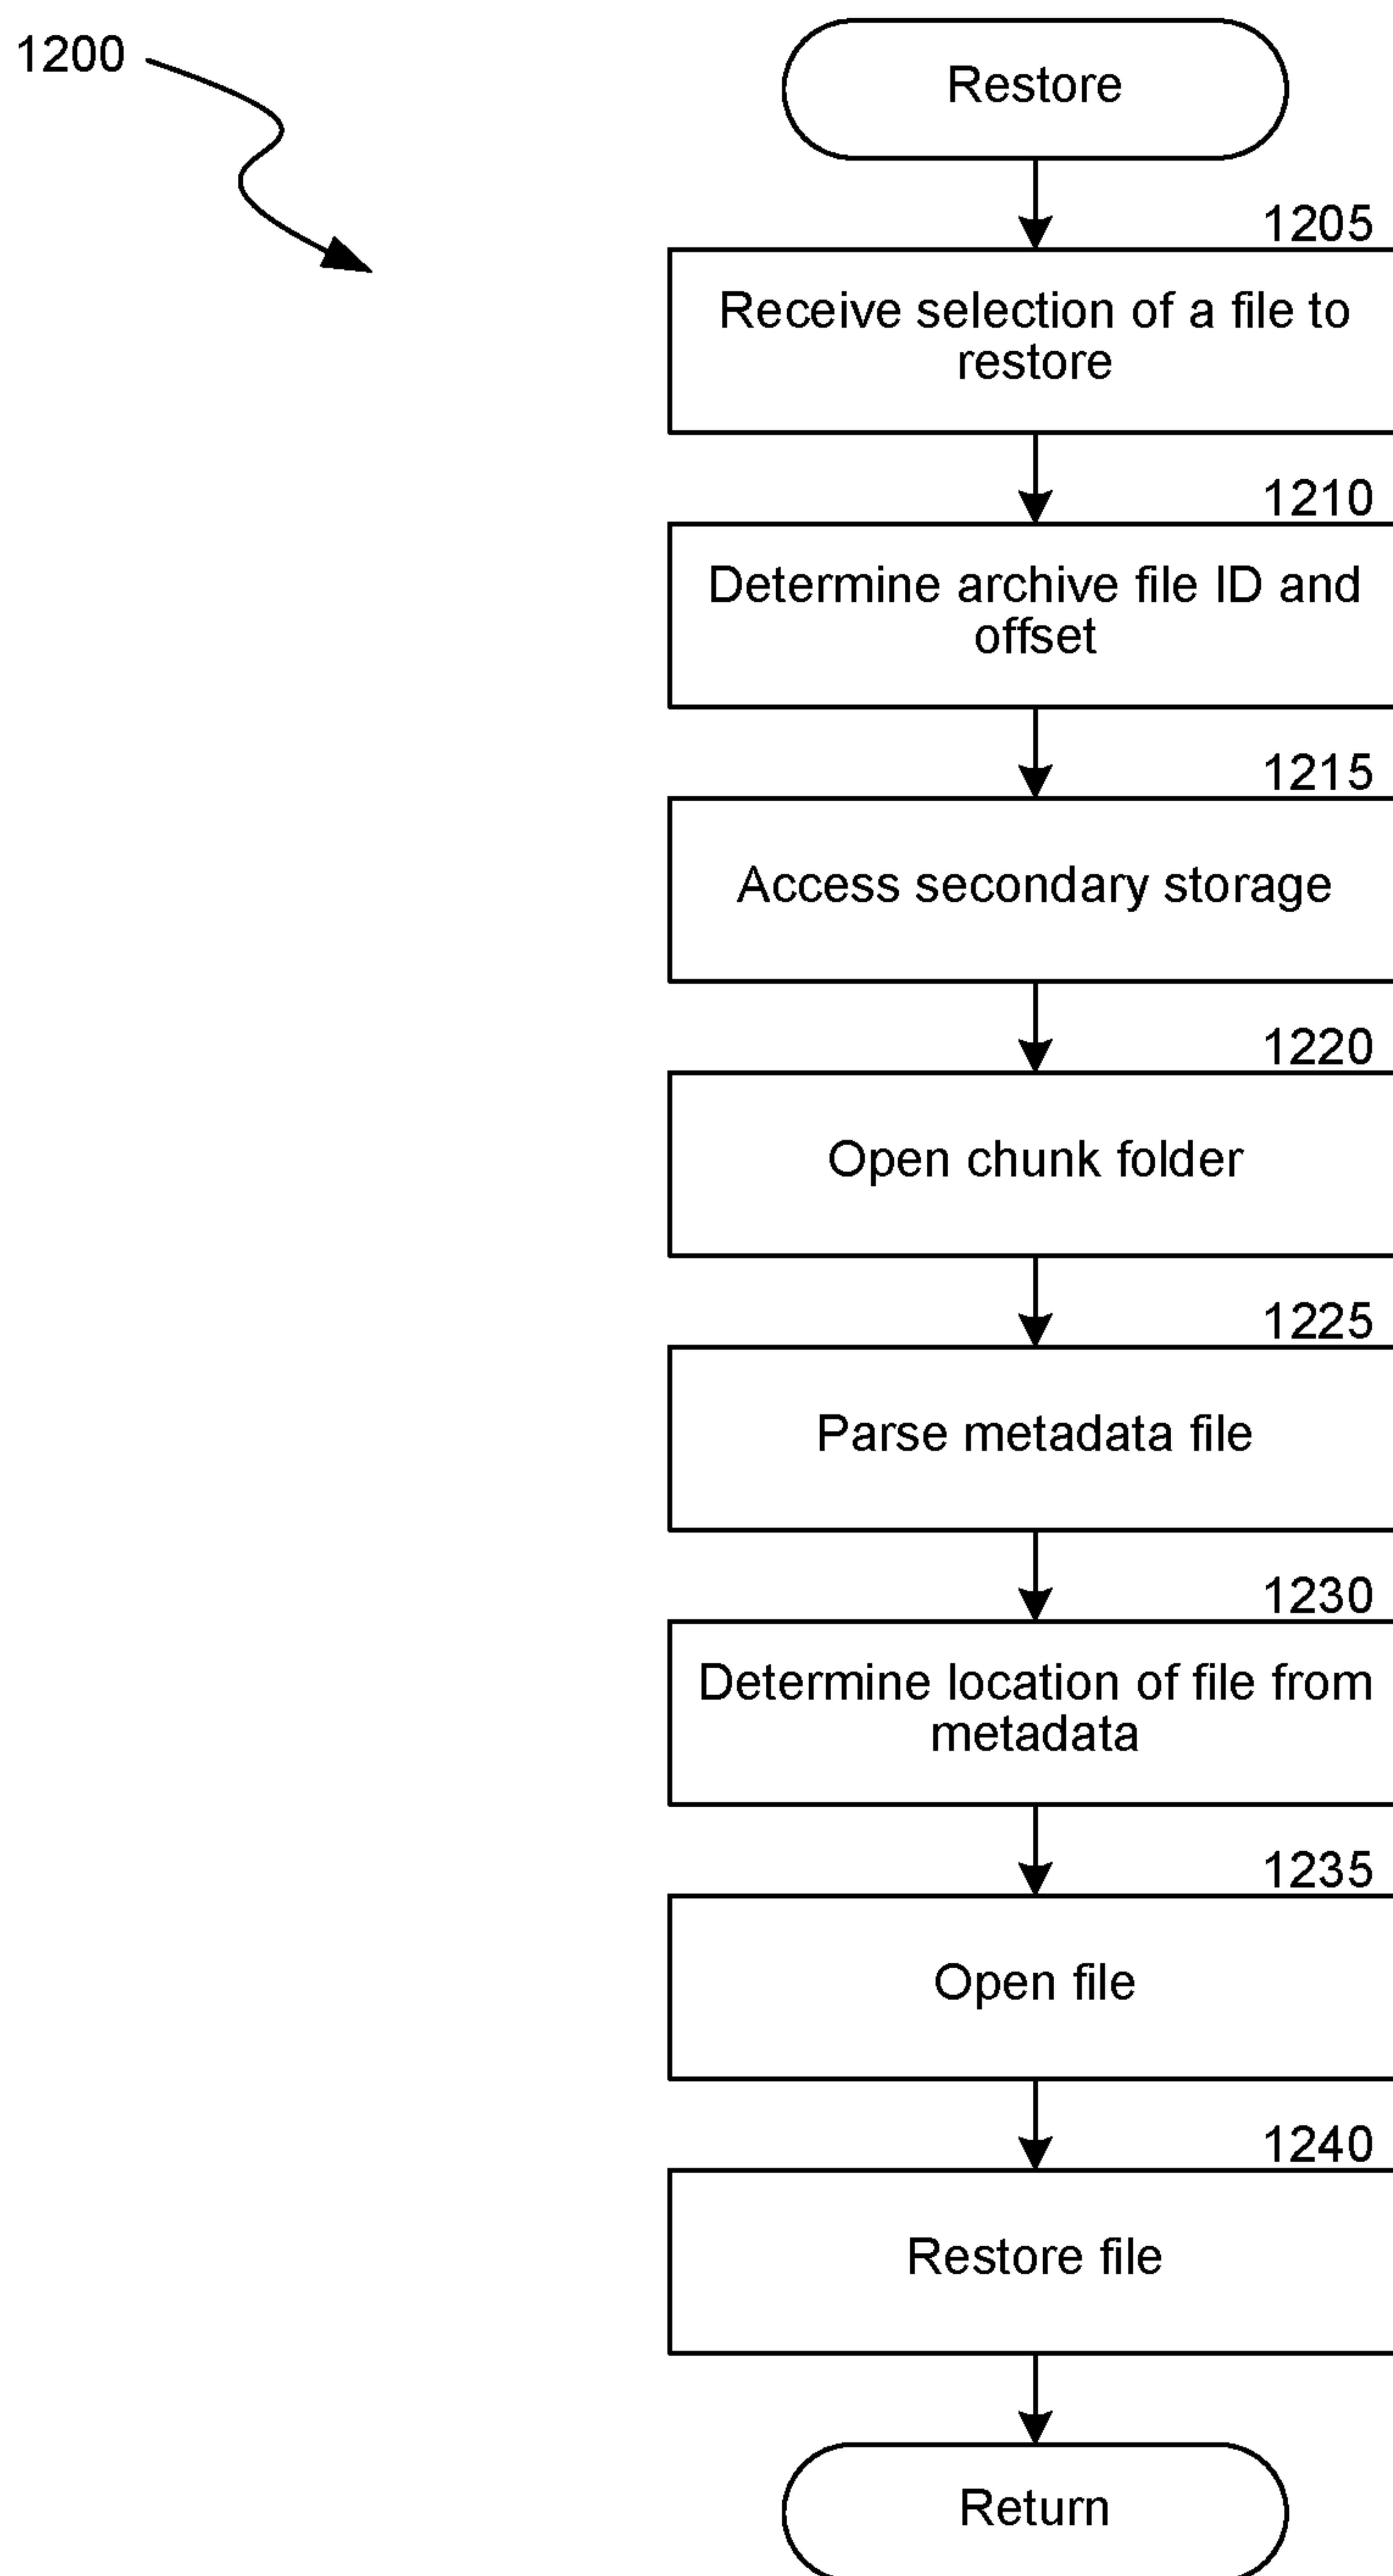 1200
Restore
1205
Receive selection of a file to
restore
1210
Determine archive file ID and
offset
1215
Access secondary storage
1220
Open chunk folder
1225
Parse metadata file
1230
Determine location of file from
metadata
1235
Open file
1240
Restore file
Return